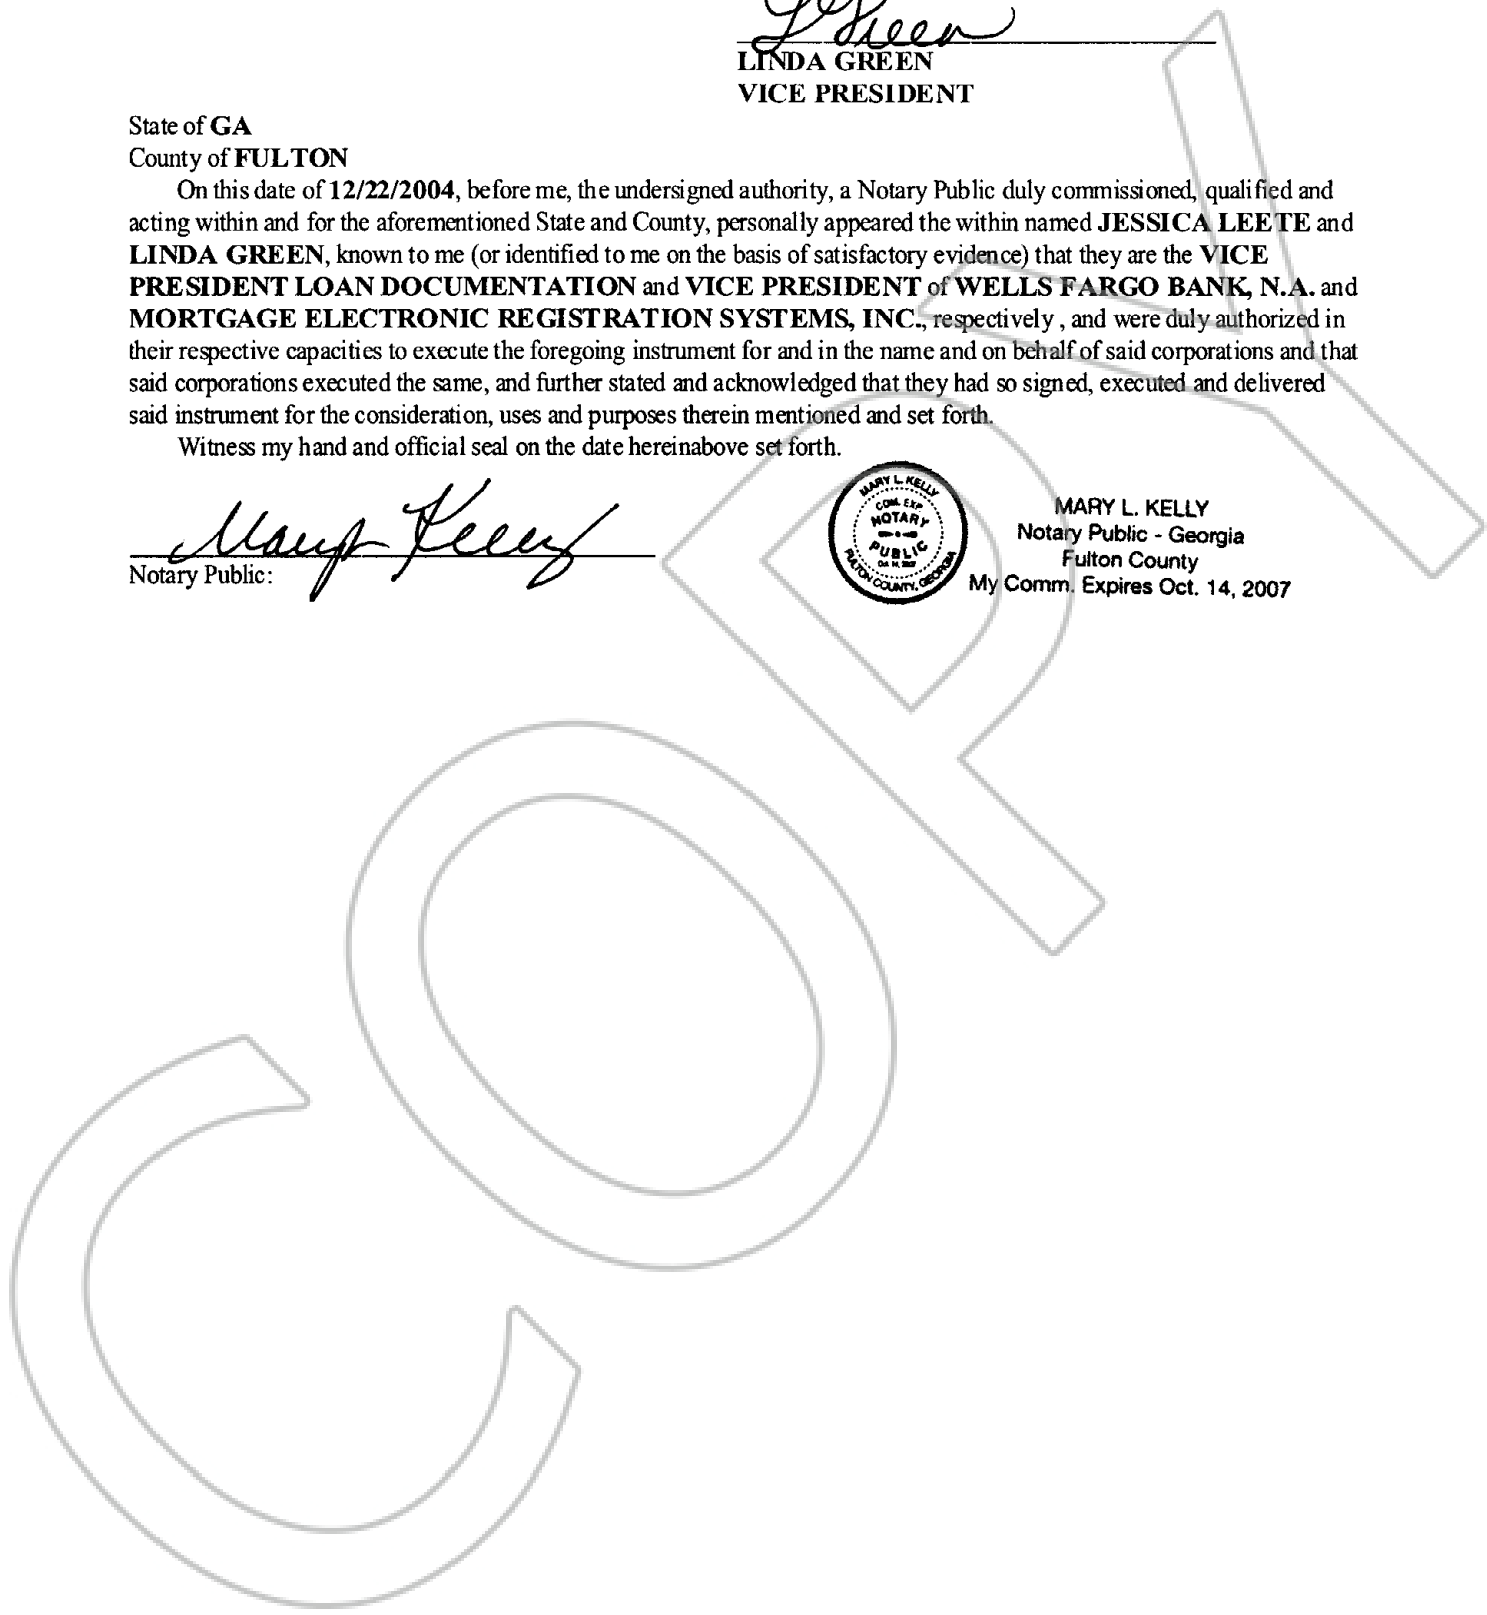 L Green
LINDA GREEN
VICE PRESIDENT
State of GA
County of FULTON
On this date of 12/22/2004, before me, the undersigned authority, a Notary Public duly commissioned, qualified and
acting within and for the aforementioned State and County, personally appeared the within named JESSICA LEETE and
LINDA GREEN, known to me (or identified to me on the basis of satisfactory evidence) that they are the VICE
PRESIDENT LOAN DOCUMENTATION and VICE PRESIDENT of WELLS FARGO BANK, N.A. and
MORTGAGE ELECTRONIC REGISTRATION SYSTEMS, INC., respectively , and were duly authorized in
their respective capacities to execute the foregoing instrument for and in the name and on behalf of said corporations and that
said corporations executed the same, and further stated and acknowledged that they had so signed, executed and delivered
said instrument for the consideration, uses and purposes therein mentioned and set forth.
Witness my hand and official seal on the date hereinabove set forth.
Mary Kelly
Notary Public:
MARY L. KELLY
COM. EXP.
NOTARY
PUBLIC
FULTON COUNTY, GEORGIA
MARY L. KELLY
Notary Public - Georgia
Fulton County
My Comm. Expires Oct. 14, 2007
COPY